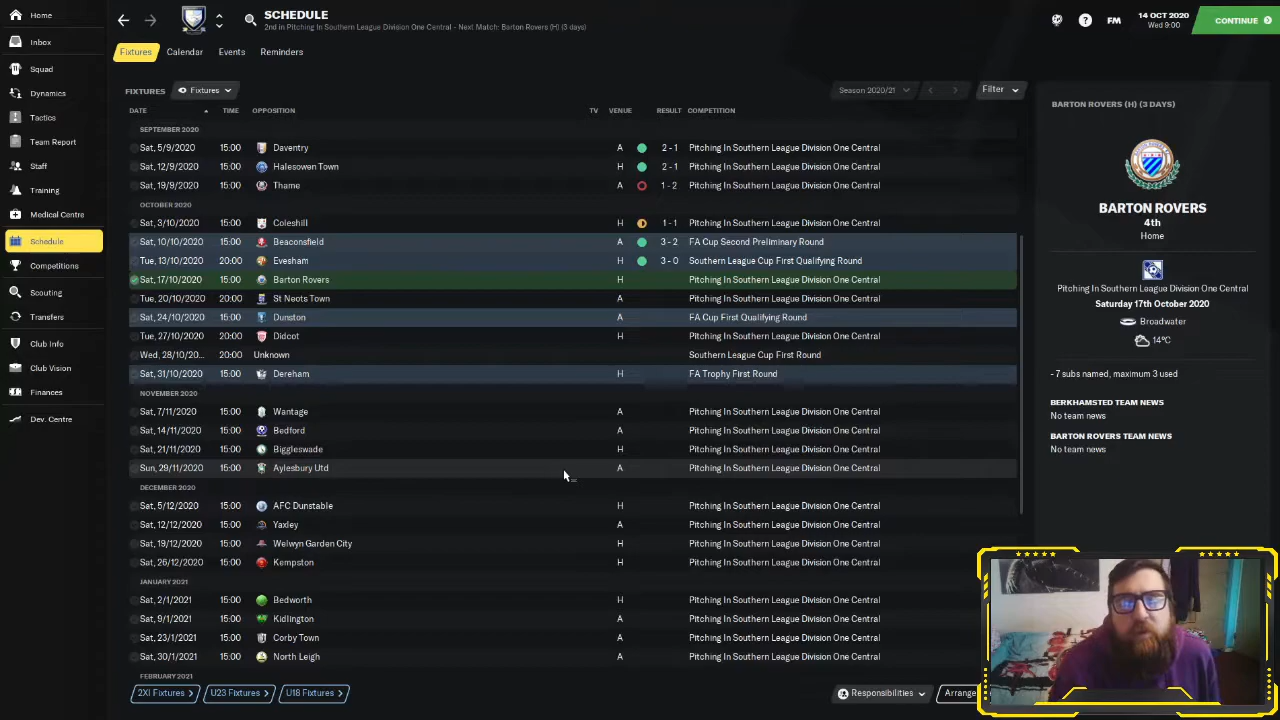 Home
Inbox
Squad
Dynamics
Tactics
Team Report
Staff
Training
Medical Centre
Schedule
Competitions
Scouting
Transfers
Club Info
Club Vision
Finances
Dev. Centre
SCHEDULE
2nd in Pitching In Southern League Division One Central - Next Match: Barton Rovers (H) (3 days)
FM
14 OCT 2020
Wed 9:00
CONTINUE
Fixtures Calendar Events Reminders
FIXTURES Fixtures Season 2020/21 Filter
DATE TIME OPPOSITION TV VENUE RESULT COMPETITION
SEPTEMBER 2020
Sat, 5/9/2020 15:00 Daventry A 2 - 1 Pitching In Southern League Division One Central
Sat, 12/9/2020 15:00 Halesowen Town H 2 - 1 Pitching In Southern League Division One Central
Sat, 19/9/2020 15:00 Thame A 1 - 2 Pitching In Southern League Division One Central
OCTOBER 2020
Sat, 3/10/2020 15:00 Coleshill H 1 - 1 Pitching In Southern League Division One Central
Sat, 10/10/2020 15:00 Beaconsfield A 3 - 2 FA Cup Second Preliminary Round
Tue, 13/10/2020 20:00 Evesham H 3 - 0 Southern League Cup First Qualifying Round
Sat, 17/10/2020 15:00 Barton Rovers H Pitching In Southern League Division One Central
Tue, 20/10/2020 20:00 St Neots Town A Pitching In Southern League Division One Central
Sat, 24/10/2020 15:00 Dunston A FA Cup First Qualifying Round
Tue, 27/10/2020 20:00 Didcot H Pitching In Southern League Division One Central
Wed, 28/10/20... 20:00 Unknown Southern League Cup First Round
Sat, 31/10/2020 15:00 Dereham H FA Trophy First Round
NOVEMBER 2020
Sat, 7/11/2020 15:00 Wantage A Pitching In Southern League Division One Central
Sat, 14/11/2020 15:00 Bedford A Pitching In Southern League Division One Central
Sat, 21/11/2020 15:00 Biggleswade H Pitching In Southern League Division One Central
Sun, 29/11/2020 15:00 Aylesbury Utd A Pitching In Southern League Division One Central
DECEMBER 2020
Sat, 5/12/2020 15:00 AFC Dunstable H Pitching In Southern League Division One Central
Sat, 12/12/2020 15:00 Yaxley A Pitching In Southern League Division One Central
Sat, 19/12/2020 15:00 Welwyn Garden City H Pitching In Southern League Division One Central
Sat, 26/12/2020 15:00 Kempston H Pitching In Southern League Division One Central
JANUARY 2021
Sat, 2/1/2021 15:00 Bedworth H Pitching In Southern League Division One Central
Sat, 9/1/2021 15:00 Kidlington A Pitching In Southern League Division One Central
Sat, 23/1/2021 15:00 Corby Town A Pitching In Southern League Division One Central
Sat, 30/1/2021 15:00 North Leigh A Pitching In Southern League Division One Central
FEBRUARY 2021
2XI Fixtures U23 Fixtures U18 Fixtures Responsibilities Arrange
BARTON ROVERS (H) (3 DAYS)
BARTON ROVERS
4th
Home
Pitching In Southern League Division One Central
Saturday 17th October 2020
Broadwater
14°C
- 7 subs named, maximum 3 used
BERKHAMSTED TEAM NEWS
No team news
BARTON ROVERS TEAM NEWS
No team news